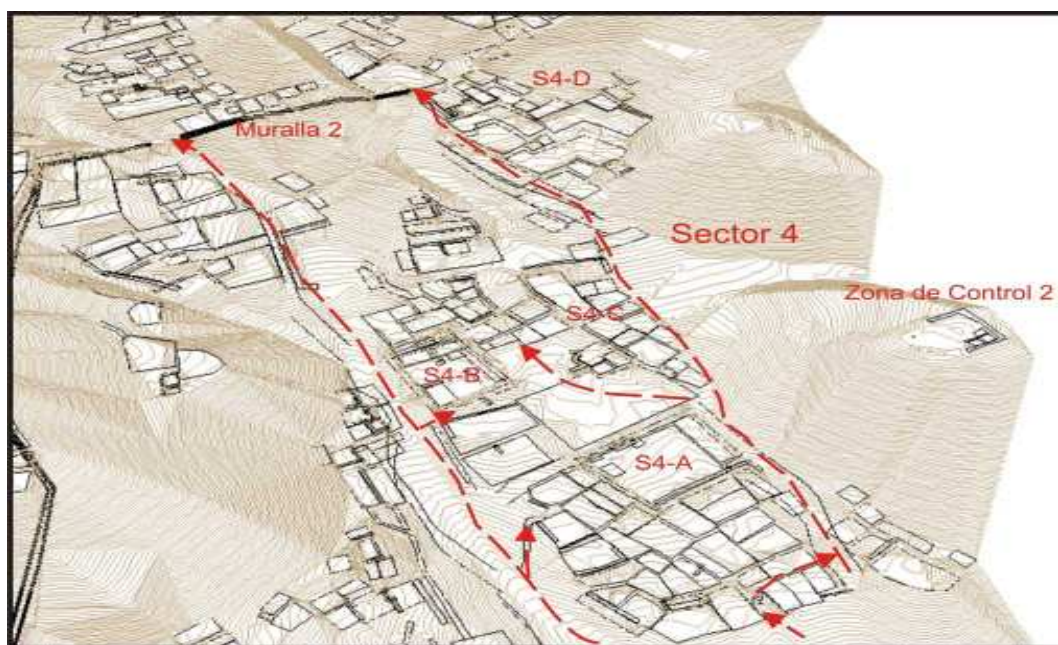 S4-D
Muralla 2
Sector 4
Zona de Control 2
S4-C
S4-B
S4-A